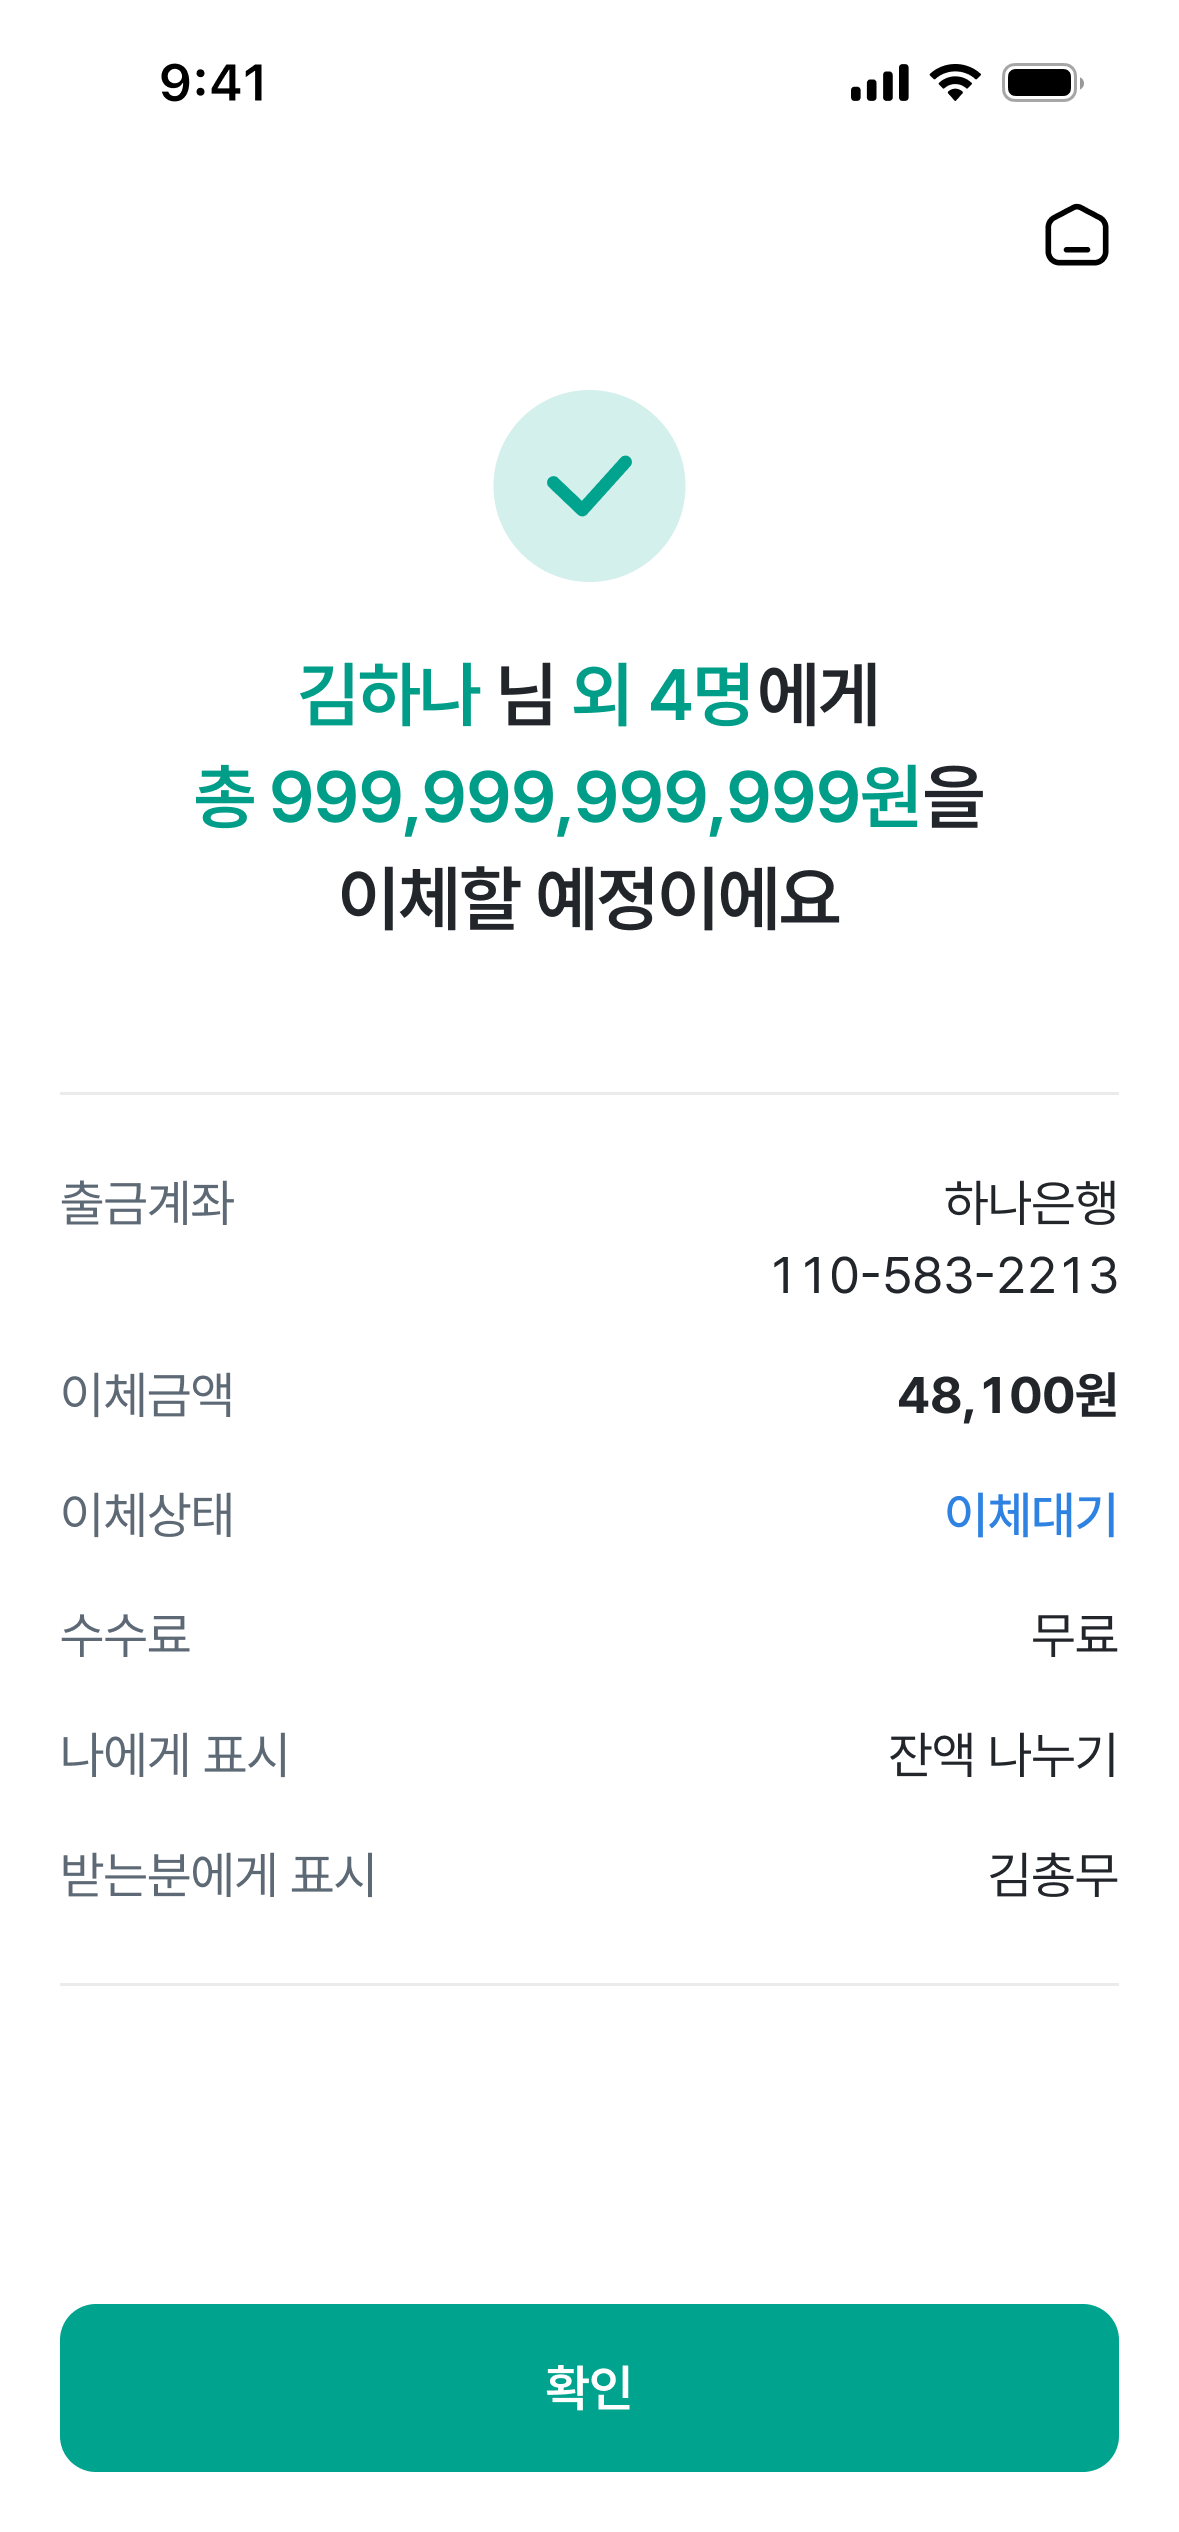 9:41
김하나 님 외 4명에게
총 999,999,999,999원을
이체할 예정이에요
출금계좌 하나은행
110-583-2213
이체금액 48,100원
이체상태 이체대기
수수료 무료
나에게 표시 잔액 나누기
받는분에게 표시 김총무
확인